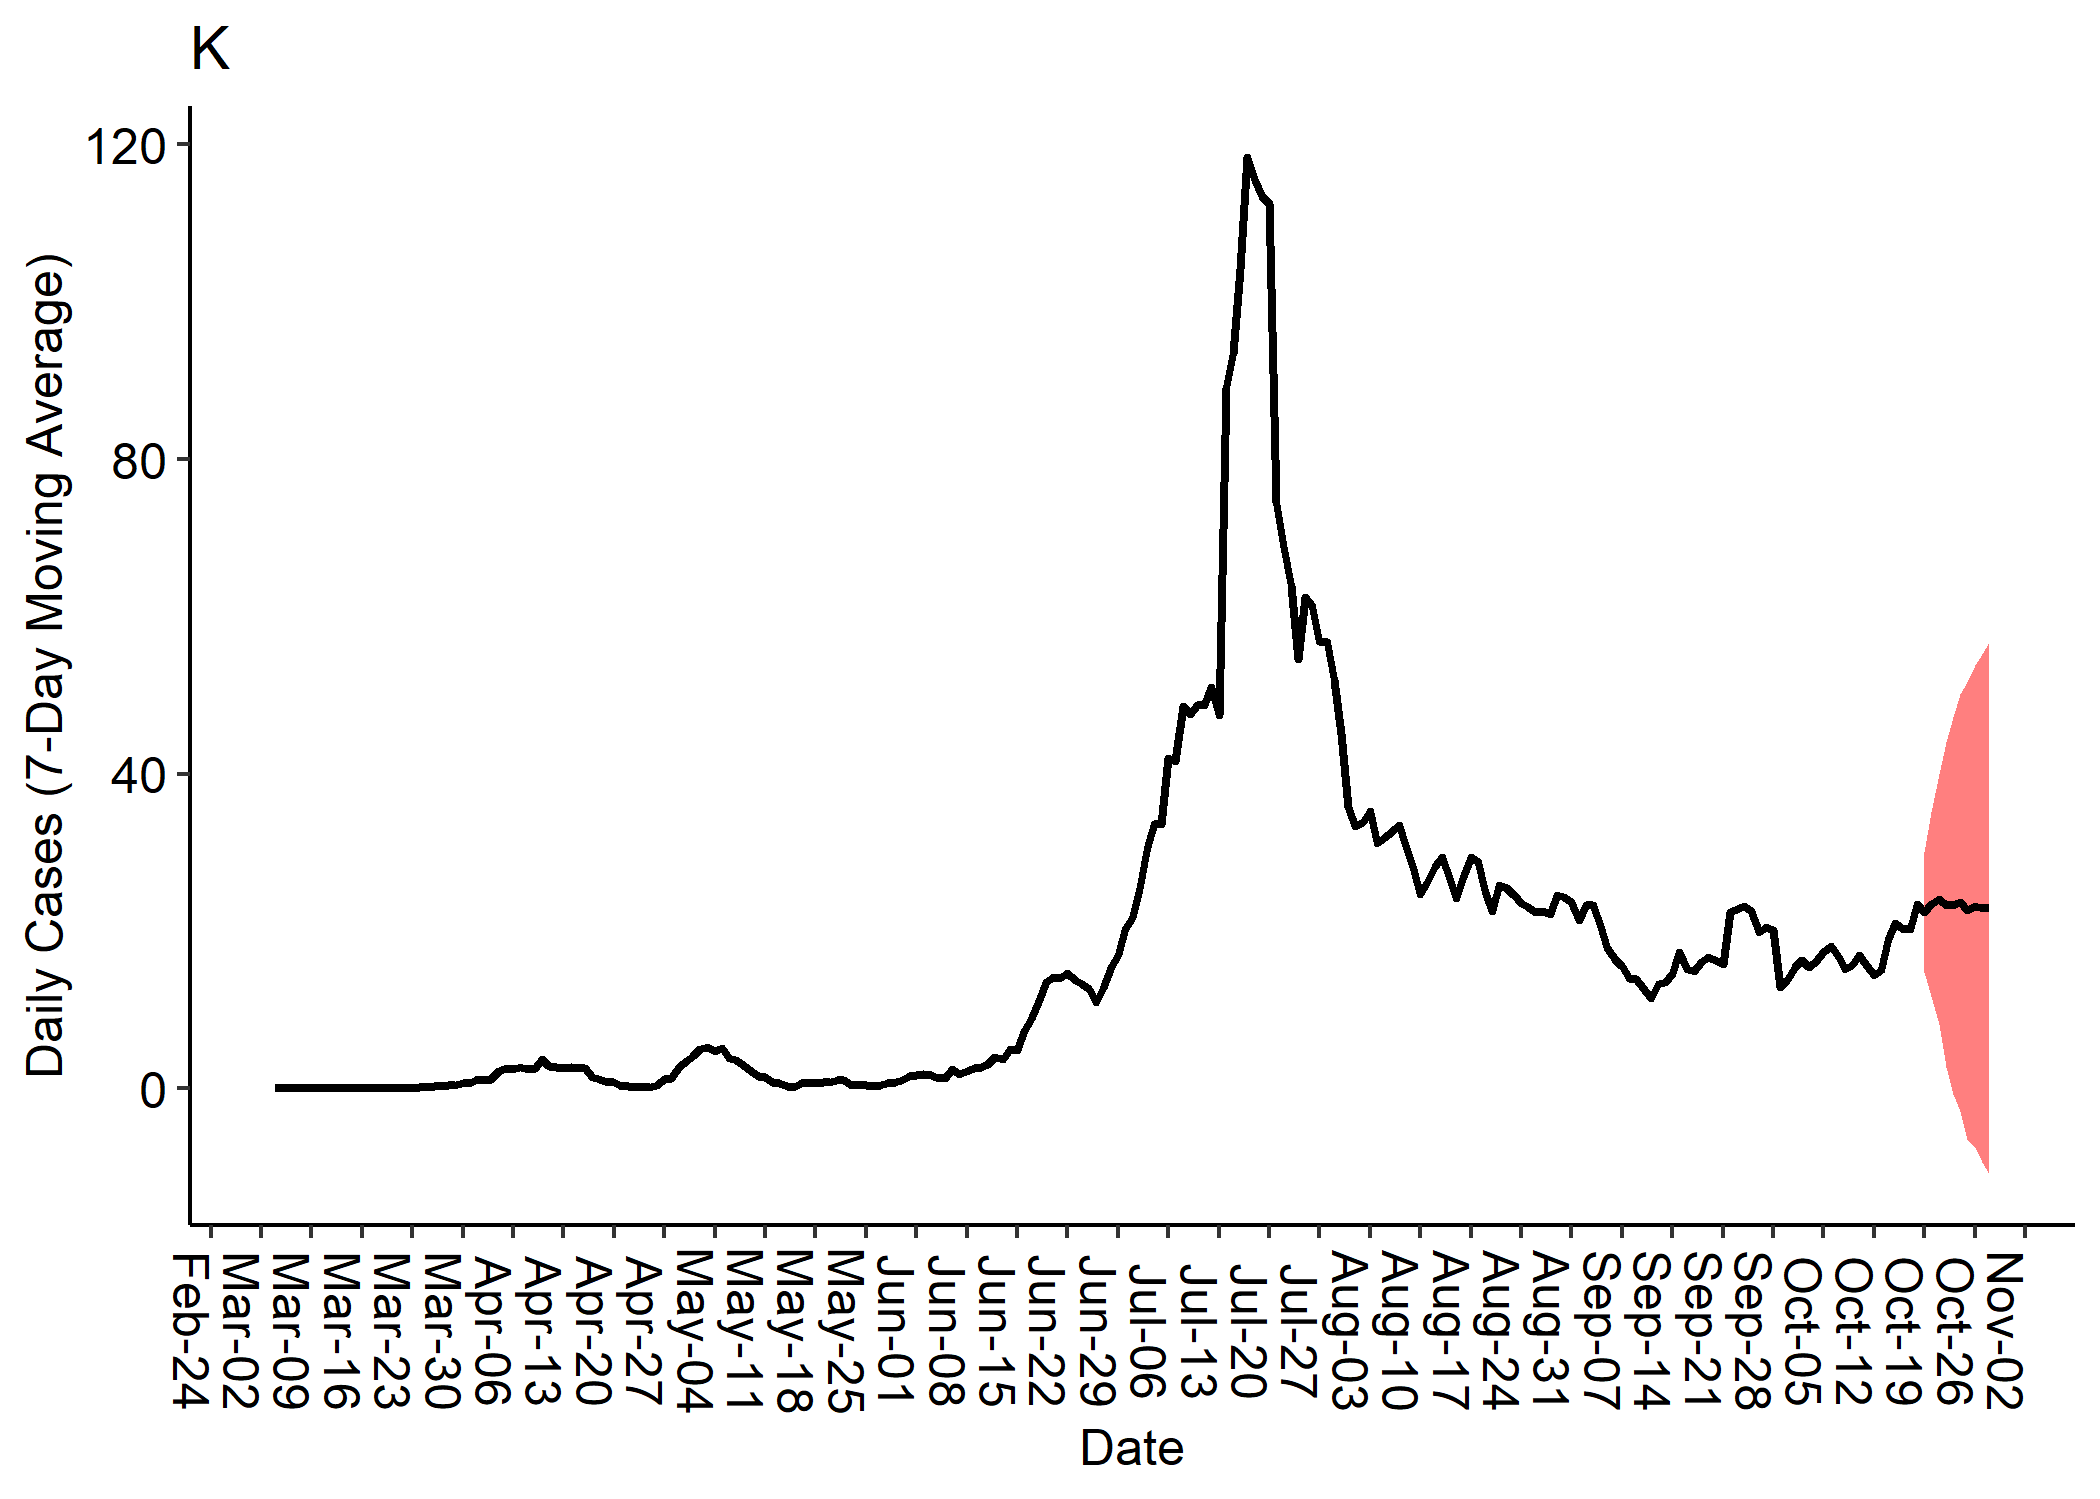 K
120
80
40
0
Daily Cases (7-Day Moving Average)
Feb-24
Mar-02
Mar-09
Mar-16
Mar-23
Mar-30
Apr-06
Apr-13
Apr-20
Apr-27
May-04
May-11
May-18
May-25
Jun-01
Jun-08
Jun-15
Jun-22
Jun-29
Jul-06
Jul-13
Jul-20
Jul-27
Aug-03
Aug-10
Aug-17
Aug-24
Aug-31
Sep-07
Sep-14
Sep-21
Sep-28
Oct-05
Oct-12
Oct-19
Oct-26
Nov-02
Date